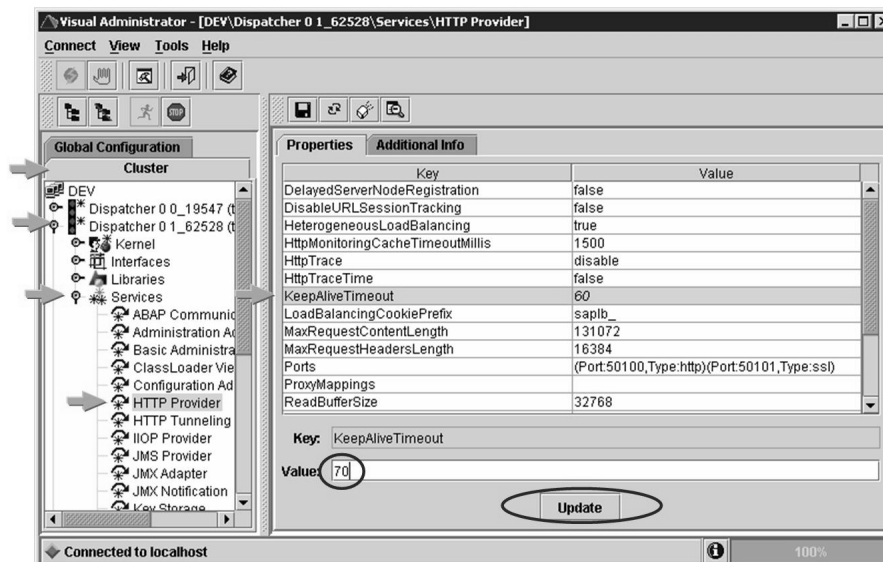 Visual Administrator - [DEV\Dispatcher 0 1_62528\Services\HTTP Provider]
Connect View Tools Help
Global Configuration
Cluster
DEV
Dispatcher 0 0_19547 (t
Dispatcher 0 1_62528 (t
Kernel
Interfaces
Libraries
Services
ABAP Communic
Administration Ad
Basic Administra
ClassLoader Vie
Configuration Ad
HTTP Provider
HTTP Tunneling
IIOP Provider
JMS Provider
JMX Adapter
JMX Notification
Key Storage
STOP
Properties Additional Info
Key Value
DelayedServerNodeRegistration false
DisableURLSessionTracking false
HeterogeneousLoadBalancing true
HttpMonitoringCacheTimeoutMillis 1500
HttpTrace disable
HttpTraceTime false
KeepAliveTimeout 60
LoadBalancingCookiePrefix saplb_
MaxRequestContentLength 131072
MaxRequestHeadersLength 16384
Ports (Port:50100,Type:http)(Port:50101,Type:ssl)
ProxyMappings
ReadBufferSize 32768
Key: KeepAliveTimeout
Value: 70
Update
Connected to localhost
100%